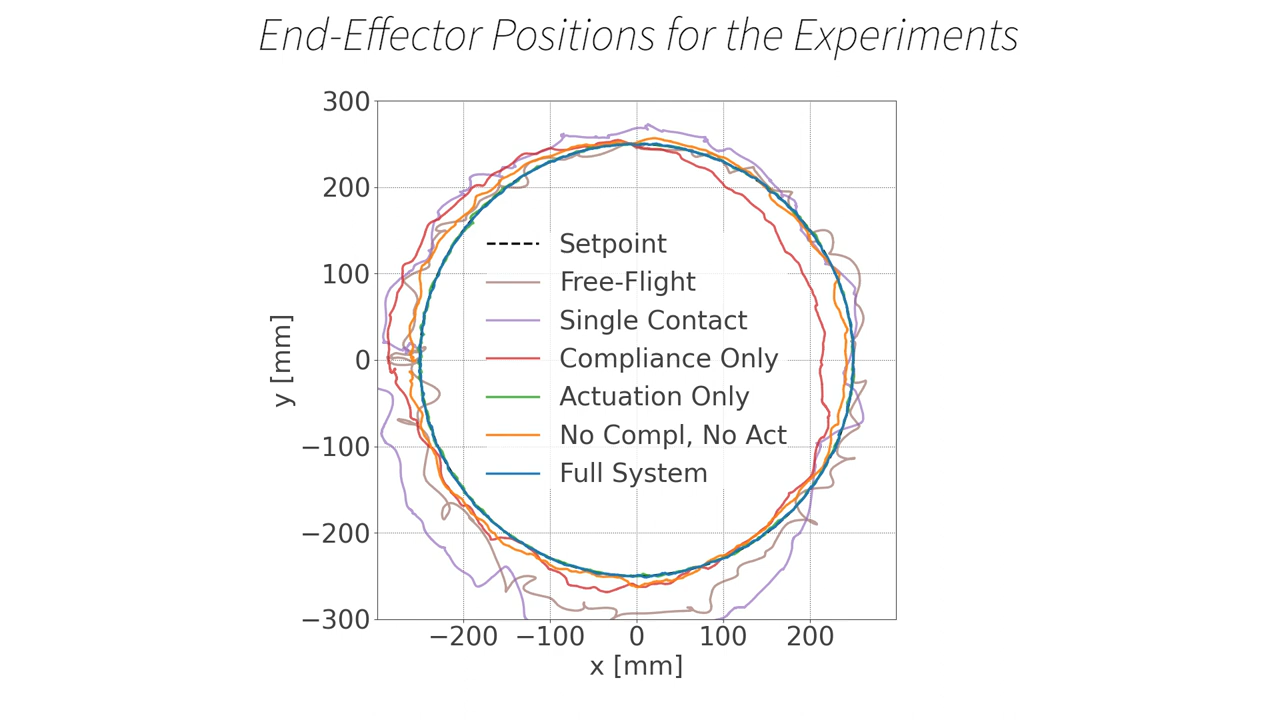 End-Effector Positions for the Experiments
300
200
100
0
−100
−200
−300
y [mm]
Setpoint
Free-Flight
Single Contact
Compliance Only
Actuation Only
No Compl, No Act
Full System
−200 −100 0 100 200
x [mm]